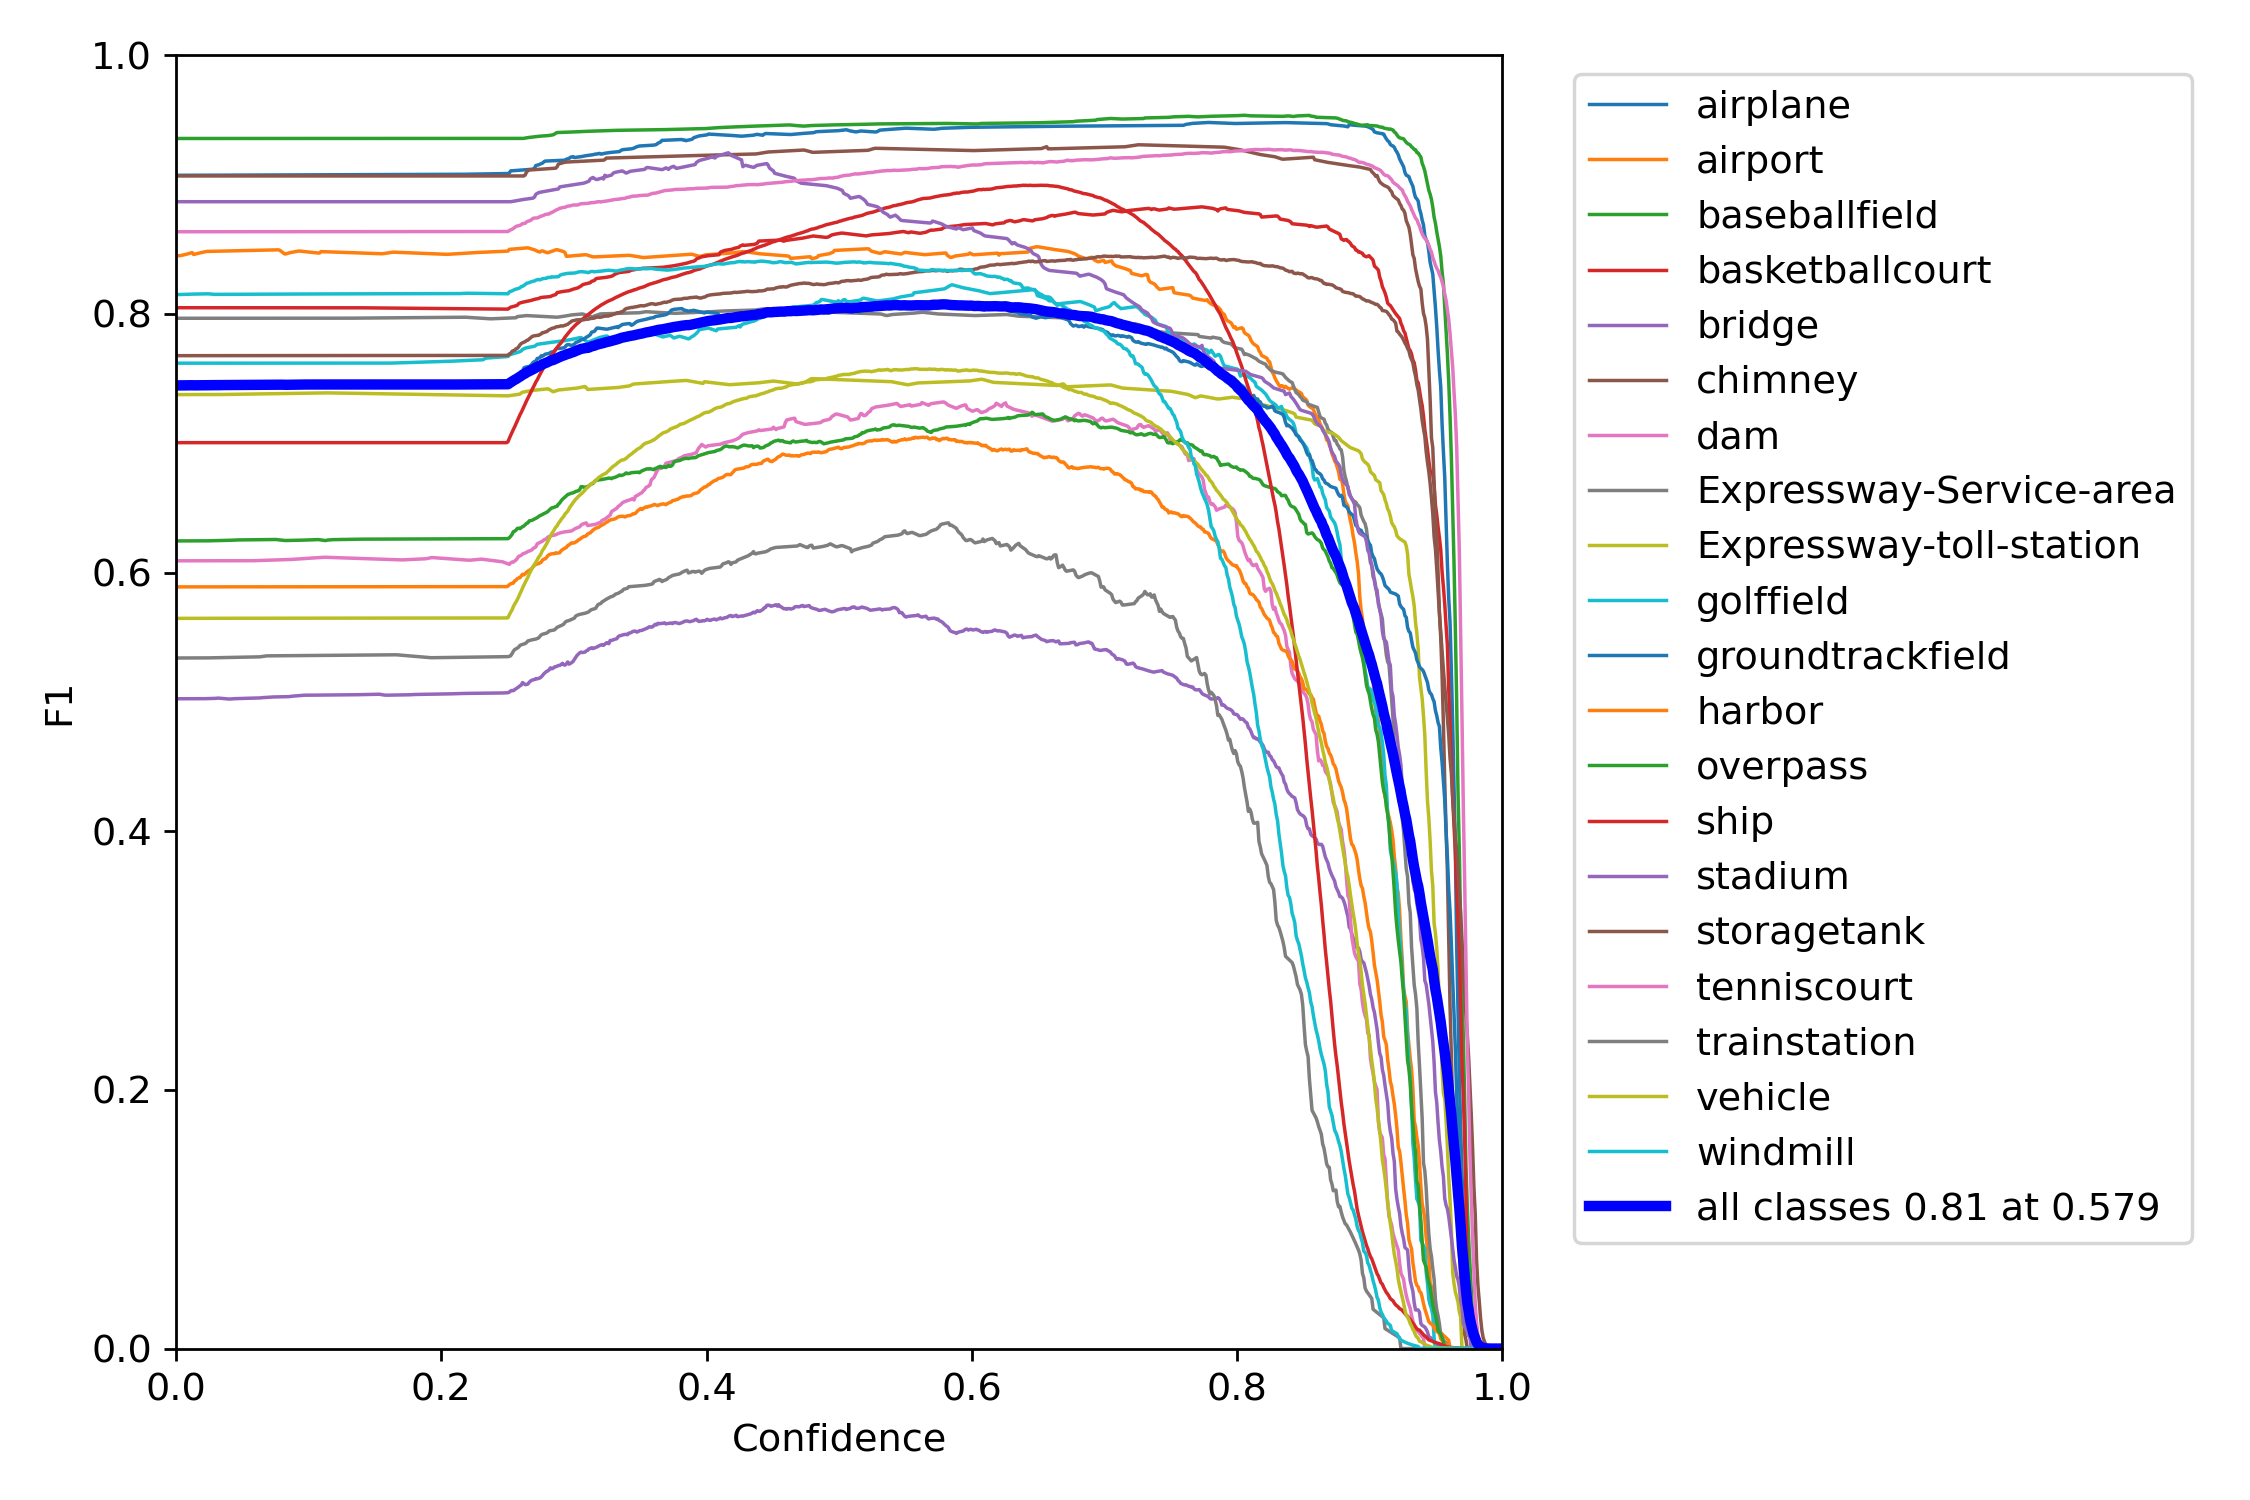 1.0
0.8
0.6
0.4
0.2
0.0
F1
0.0 0.2 0.4 0.6 0.8 1.0
Confidence
airplane
airport
baseballfield
basketballcourt
bridge
chimney
dam
Expressway-Service-area
Expressway-toll-station
golffield
groundtrackfield
harbor
overpass
ship
stadium
storagetank
tenniscourt
trainstation
vehicle
windmill
all classes 0.81 at 0.579